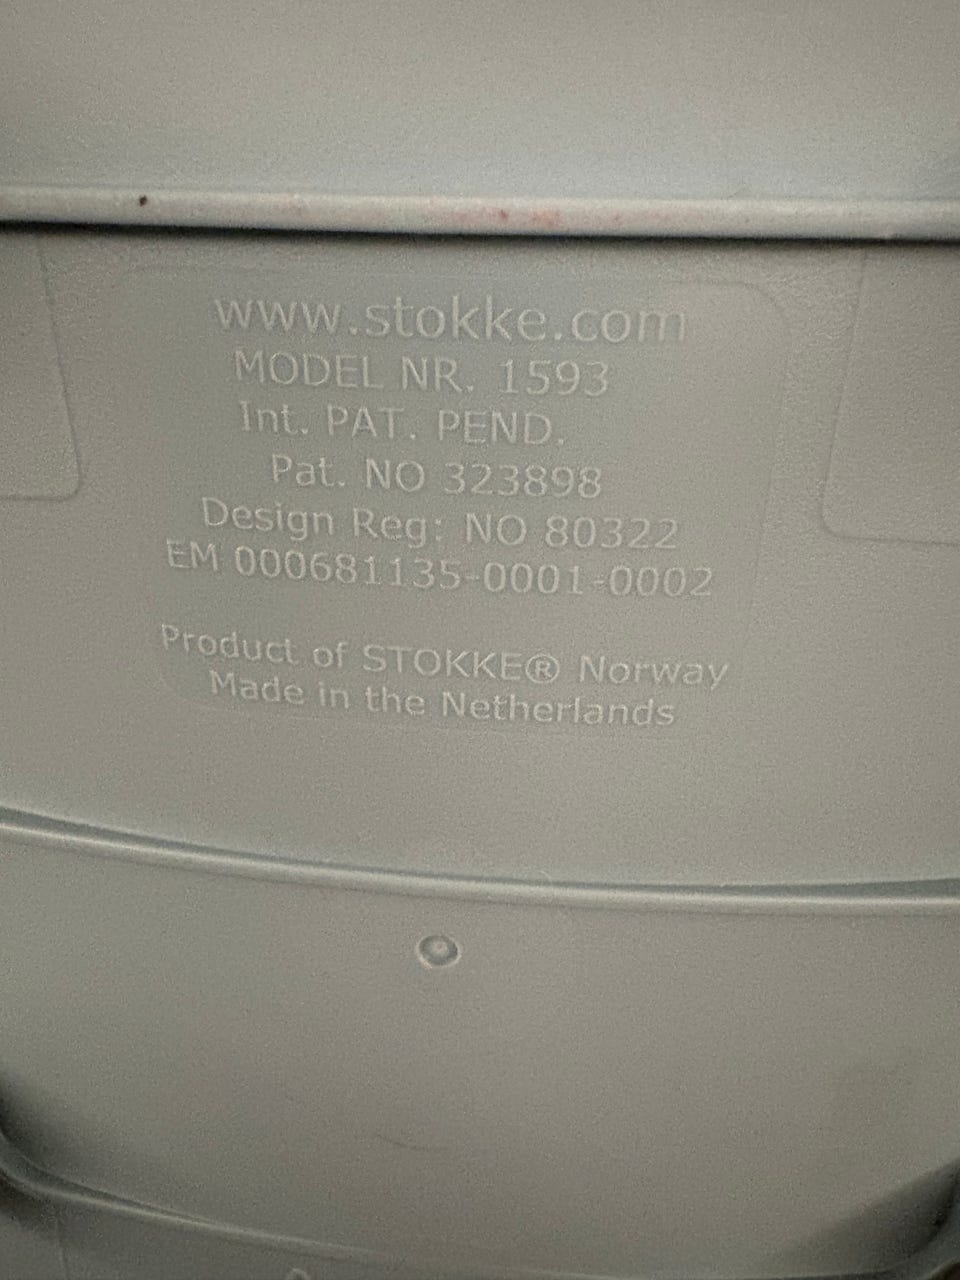 www.stokke.com
MODEL NR. 1593
Int. PAT. PEND.
Pat. NO 323898
Design Reg: NO 80322
EM 000681135-0001-0002
Product of STOKKE® Norway
Made in the Netherlands